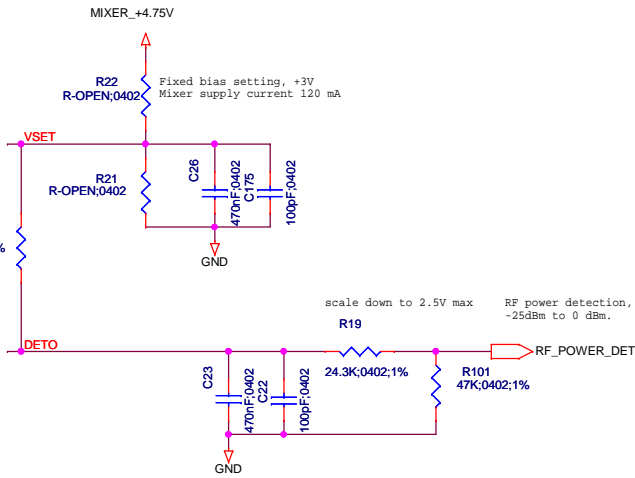 MIXER_+4.75V
R22
R-OPEN;0402
Fixed bias setting, +3V
Mixer supply current 120 mA
VSET
R21
R-OPEN;0402
C26
470nF;0402
C175
100pF;0402
GND
%
scale down to 2.5V max
RF power detection,
-25dBm to 0 dBm.
R19
DETO
RF_POWER_DET
24.3K;0402;1%
R101
47K;0402;1%
C23
470nF;0402
C22
100pF;0402
GND